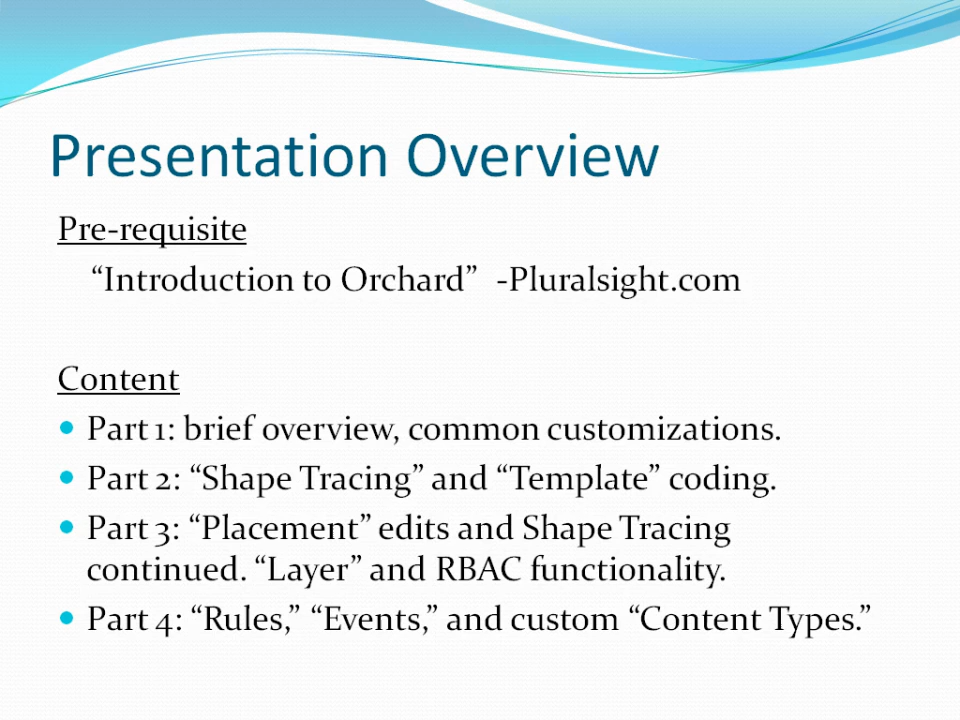 Presentation Overview
Pre-requisite
“Introduction to Orchard”  -Pluralsight.com
Content
• Part 1: brief overview, common customizations.
• Part 2: “Shape Tracing” and “Template” coding.
• Part 3: “Placement” edits and Shape Tracing
continued. “Layer” and RBAC functionality.
• Part 4: “Rules,” “Events,” and custom “Content Types.”